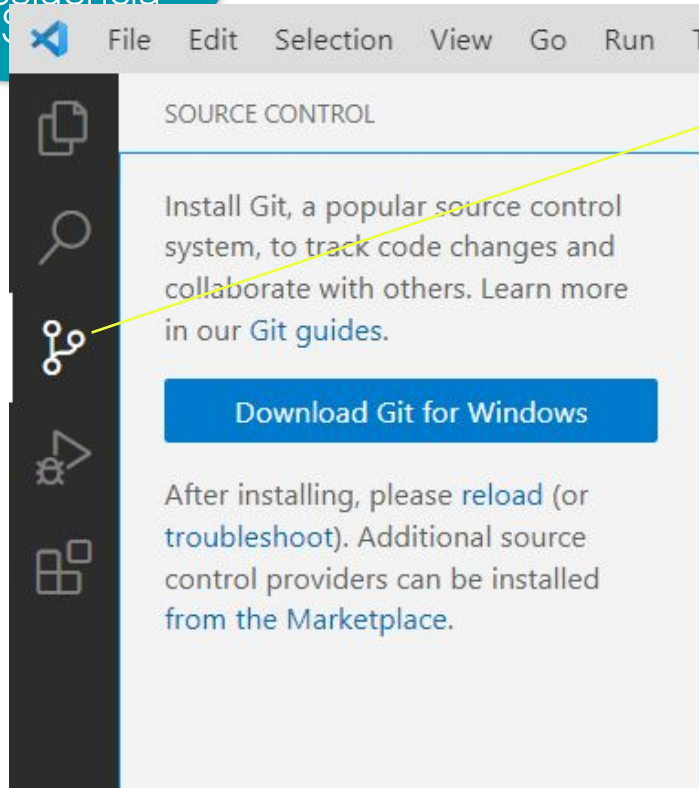 File Edit Selection View Go Run
SOURCE CONTROL
Install Git, a popular source control
system, to track code changes and
collaborate with others. Learn more
in our Git guides.
Download Git for Windows
After installing, please reload (or
troubleshoot). Additional source
control providers can be installed
from the Marketplace.